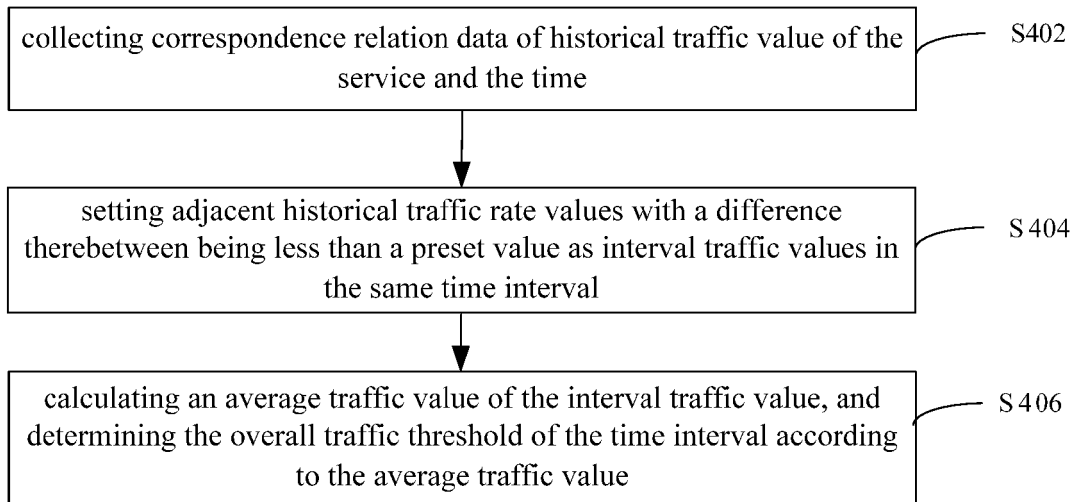 collecting correspondence relation data of historical traffic value of the
service and the time
S402
setting adjacent historical traffic rate values with a difference
therebetween being less than a preset value as interval traffic values in
the same time interval
S404
calculating an average traffic value of the interval traffic value, and
determining the overall traffic threshold of the time interval according
to the average traffic value
S406